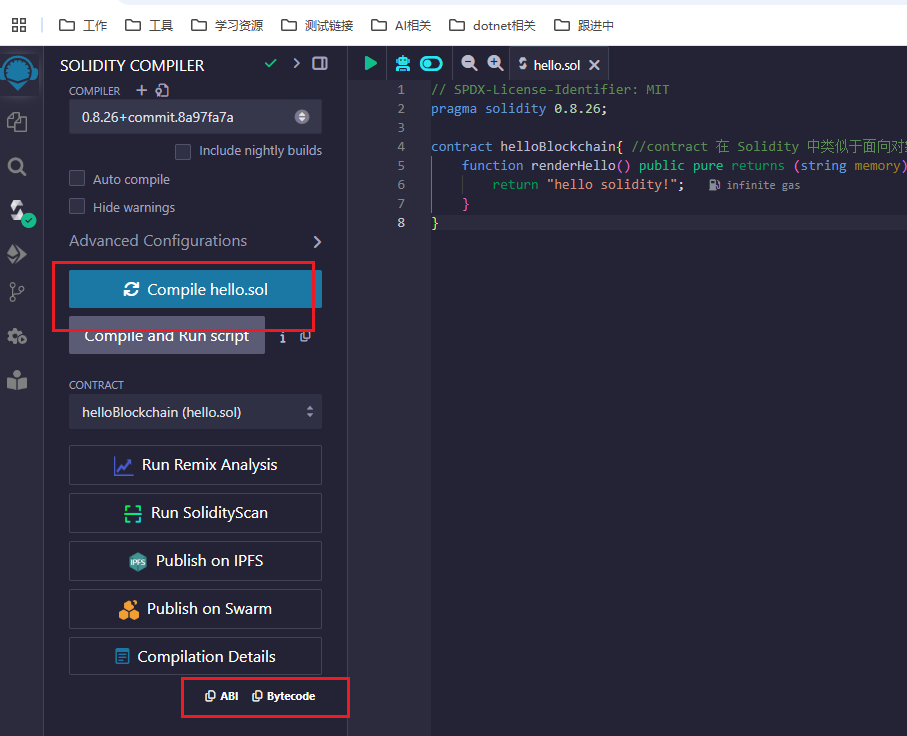 工作 工具 学习资源 测试链接 AI相关 dotnet相关 跟进中
SOLIDITY COMPILER
hello.sol
COMPILER
0.8.26+commit.8a97fa7a
Include nightly builds
Auto compile
Hide warnings
Advanced Configurations
Compile hello.sol
Compile and Run script
CONTRACT
helloBlockchain (hello.sol)
Run Remix Analysis
Run SolidityScan
IPFS Publish on IPFS
Publish on Swarm
Compilation Details
ABI Bytecode
1 // SPDX-License-Identifier: MIT
2 pragma solidity 0.8.26;
3
4 contract helloBlockchain{ //contract 在 Solidity 中类似于面向对
5 function renderHello() public pure returns (string memory)
6 return "hello solidity!"; infinite gas
7 }
8 }